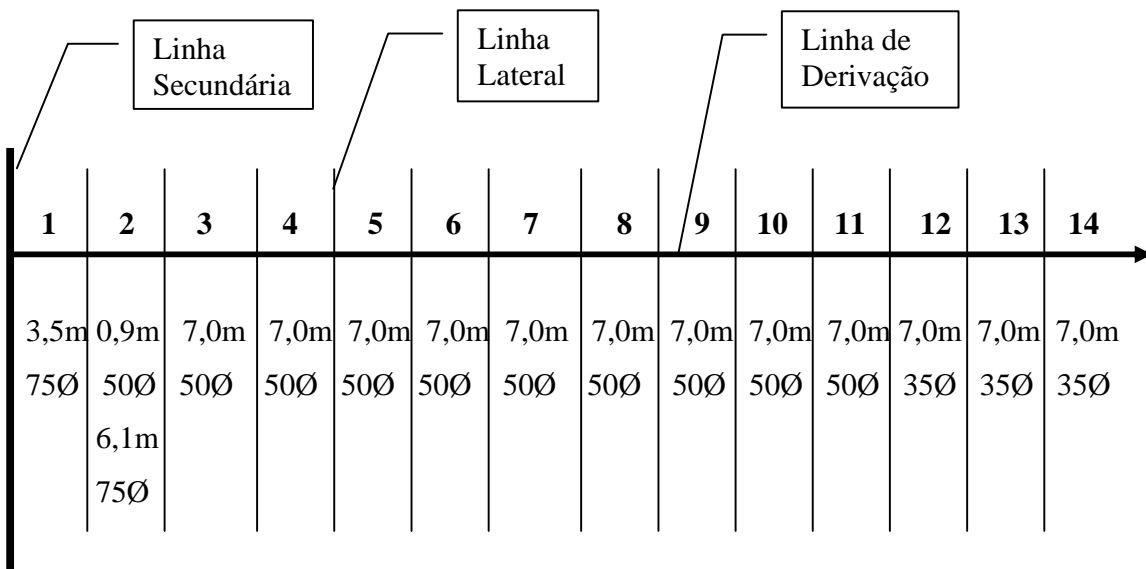 Linha
Secundária
Linha
Lateral
Linha de
Derivação
1 2 3 4 5 6 7 8 9 10 11 12 13 14
3,5m 0,9m 7,0m 7,0m 7,0m 7,0m 7,0m 7,0m 7,0m 7,0m 7,0m 7,0m 7,0m 7,0m
75Ø 50Ø 50Ø 50Ø 50Ø 50Ø 50Ø 50Ø 50Ø 50Ø 50Ø 35Ø 35Ø 35Ø
6,1m
75Ø